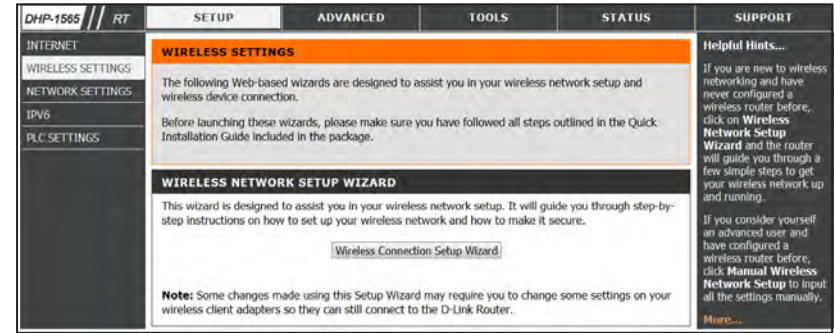 DHP-1565 // RT
SETUP
ADVANCED
TOOLS
STATUS
SUPPORT
INTERNET
WIRELESS SETTINGS
NETWORK SETTINGS
IPV6
PLC SETTINGS
WIRELESS SETTINGS
The following Web-based wizards are designed to assist you in your wireless network setup and
wireless device connection.
Before launching these wizards, please make sure you have followed all steps outlined in the Quick
Installation Guide included in the package.
WIRELESS NETWORK SETUP WIZARD
This wizard is designed to assist you in your wireless network setup. It will guide you through step-by-
step instructions on how to set up your wireless network and how to make it secure.
Wireless Connection Setup Wizard
Note: Some changes made using this Setup Wizard may require you to change some settings on your
wireless client adapters so they can still connect to the D-Link Router.
Helpful Hints...
If you are new to wireless
networking and have
never configured a
wireless router before,
click on Wireless
Network Setup
Wizard and the router
will guide you through a
few simple steps to get
your wireless network up
and running.
If you consider yourself
an advanced user and
have configured a
wireless router before,
click Manual Wireless
Network Setup to input
all the settings manually.
More...